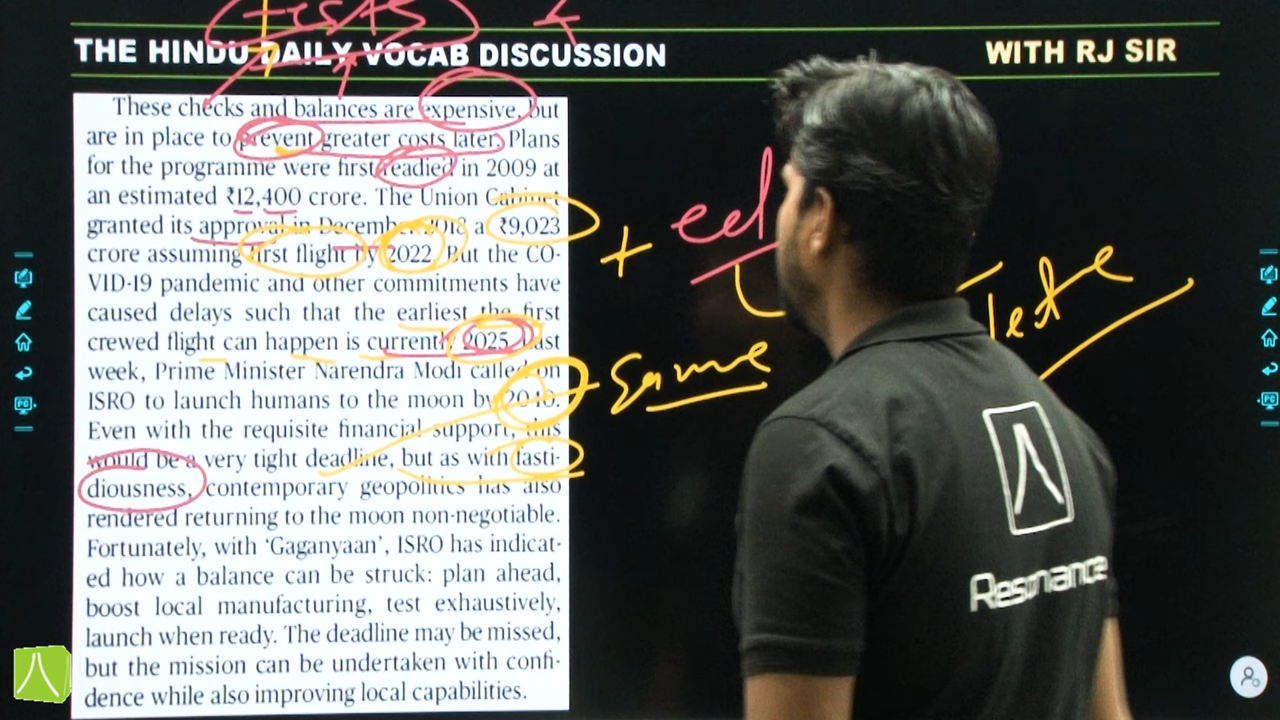 tests
THE HINDU DAILY VOCAB DISCUSSION
WITH RJ SIR
These checks and balances are expensive, but
are in place to prevent greater costs later. Plans
for the programme were first readied in 2009 at
an estimated ₹12,400 crore. The Union Cabinet
granted its approval in December 2018 at ₹9,023
crore assuming first flight by 2022. But the CO-
VID-19 pandemic and other commitments have
caused delays such that the earliest the first
crewed flight can happen is currently 2025. Last
week, Prime Minister Narendra Modi called on
ISRO to launch humans to the moon by 2040.
Even with the requisite financial support, this
would be a very tight deadline, but as with fasti-
diousness, contemporary geopolitics has also
rendered returning to the moon non-negotiable.
Fortunately, with ‘Gaganyaan’, ISRO has indicat-
ed how a balance can be struck: plan ahead,
boost local manufacturing, test exhaustively,
launch when ready. The deadline may be missed,
but the mission can be undertaken with confi-
dence while also improving local capabilities.
+ ed
Same
Resonance
PC
PC